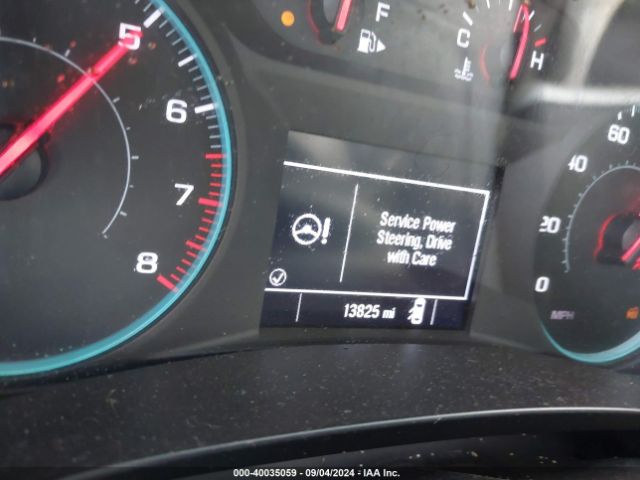 F
C
H
5
6
7
8
60
40
20
0
MPH
Service Power
Steering, Drive
with Care
13825 mi
000-40035059 - 09/04/2024 - IAA Inc.